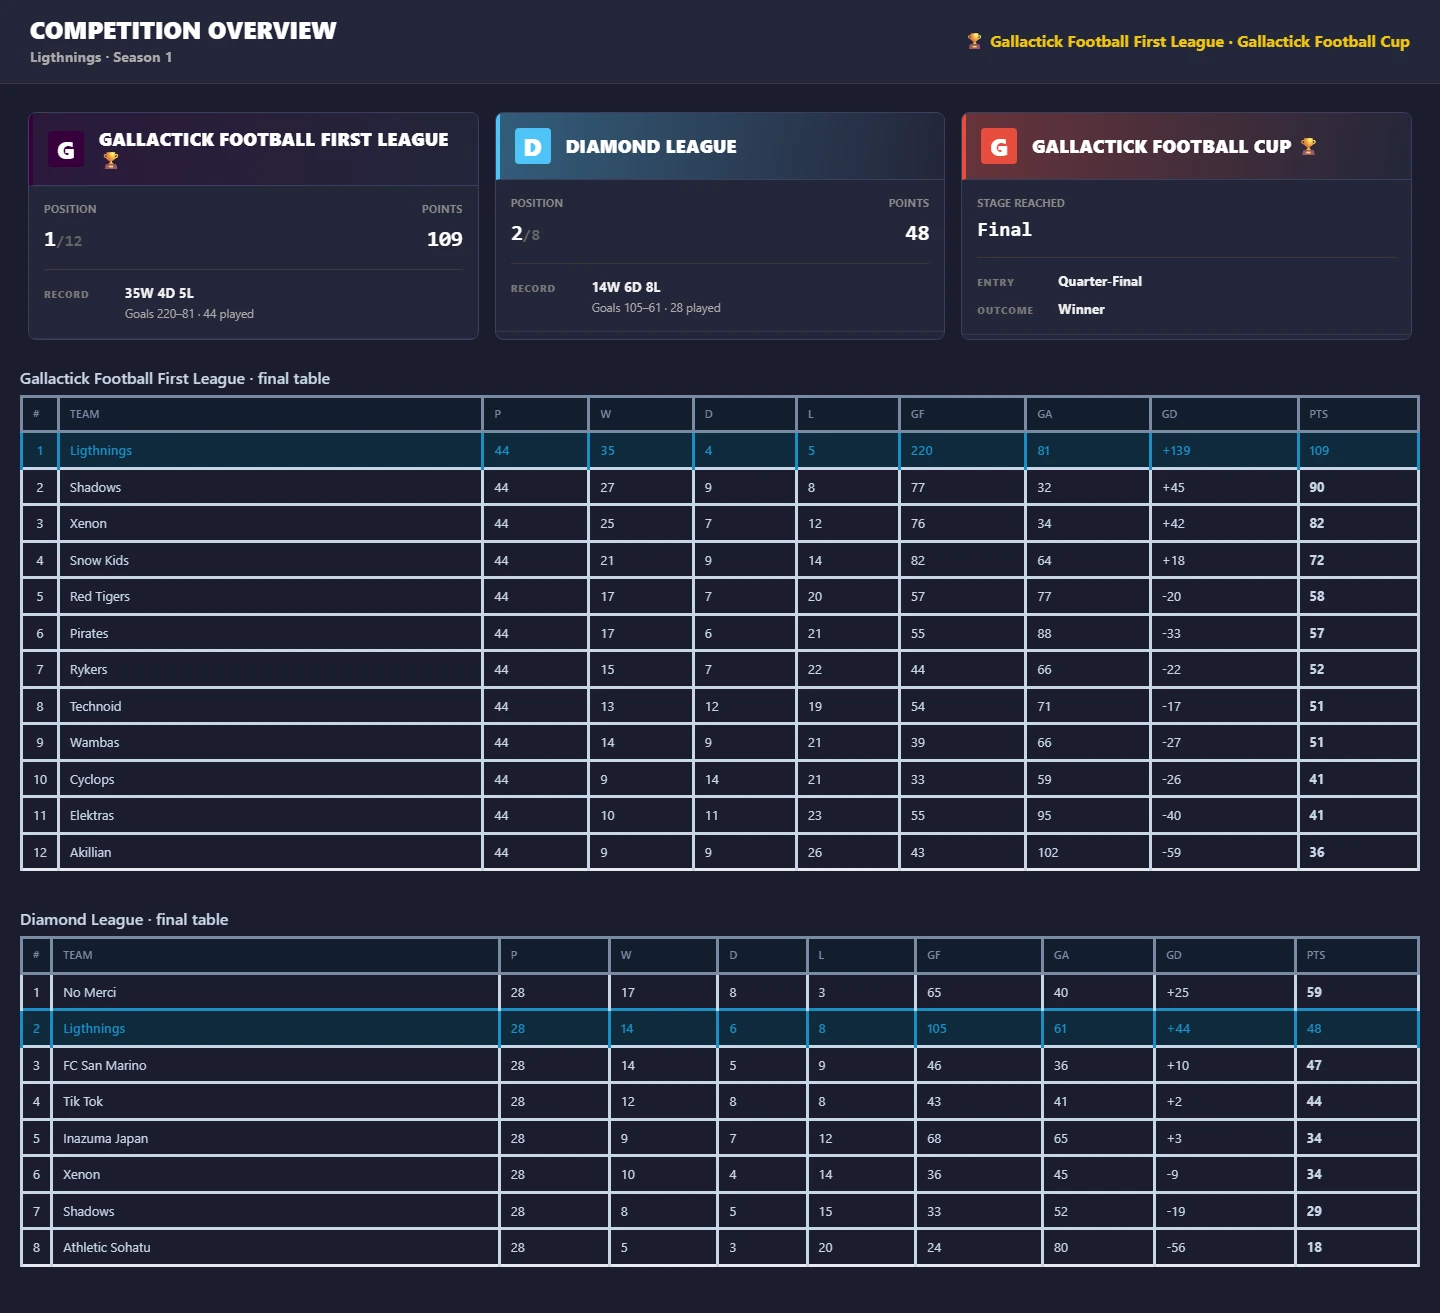 COMPETITION OVERVIEW
Ligthnings · Season 1
🏆 Gallactick Football First League · Gallactick Football Cup
G GALLACTICK FOOTBALL FIRST LEAGUE 🏆
POSITION POINTS
1/12 109
RECORD 35W 4D 5L
Goals 220–81 · 44 played
D DIAMOND LEAGUE
POSITION POINTS
2/8 48
RECORD 14W 6D 8L
Goals 105–61 · 28 played
G GALLACTICK FOOTBALL CUP 🏆
STAGE REACHED
Final
ENTRY Quarter-Final
OUTCOME Winner
Gallactick Football First League · final table
# TEAM P W D L GF GA GD PTS
1 Ligthnings 44 35 4 5 220 81 +139 109
2 Shadows 44 27 9 8 77 32 +45 90
3 Xenon 44 25 7 12 76 34 +42 82
4 Snow Kids 44 21 9 14 82 64 +18 72
5 Red Tigers 44 17 7 20 57 77 -20 58
6 Pirates 44 17 6 21 55 88 -33 57
7 Rykers 44 15 7 22 44 66 -22 52
8 Technoid 44 13 12 19 54 71 -17 51
9 Wambas 44 14 9 21 39 66 -27 51
10 Cyclops 44 9 14 21 33 59 -26 41
11 Elektras 44 10 11 23 55 95 -40 41
12 Akillian 44 9 9 26 43 102 -59 36
Diamond League · final table
# TEAM P W D L GF GA GD PTS
1 No Merci 28 17 8 3 65 40 +25 59
2 Ligthnings 28 14 6 8 105 61 +44 48
3 FC San Marino 28 14 5 9 46 36 +10 47
4 Tik Tok 28 12 8 8 43 41 +2 44
5 Inazuma Japan 28 9 7 12 68 65 +3 34
6 Xenon 28 10 4 14 36 45 -9 34
7 Shadows 28 8 5 15 33 52 -19 29
8 Athletic Sohatu 28 5 3 20 24 80 -56 18